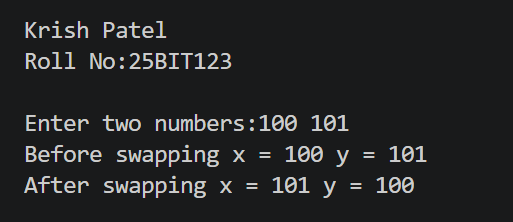 Krish Patel
Roll No:25BIT123
Enter two numbers:100 101
Before swapping x = 100 y = 101
After swapping x = 101 y = 100